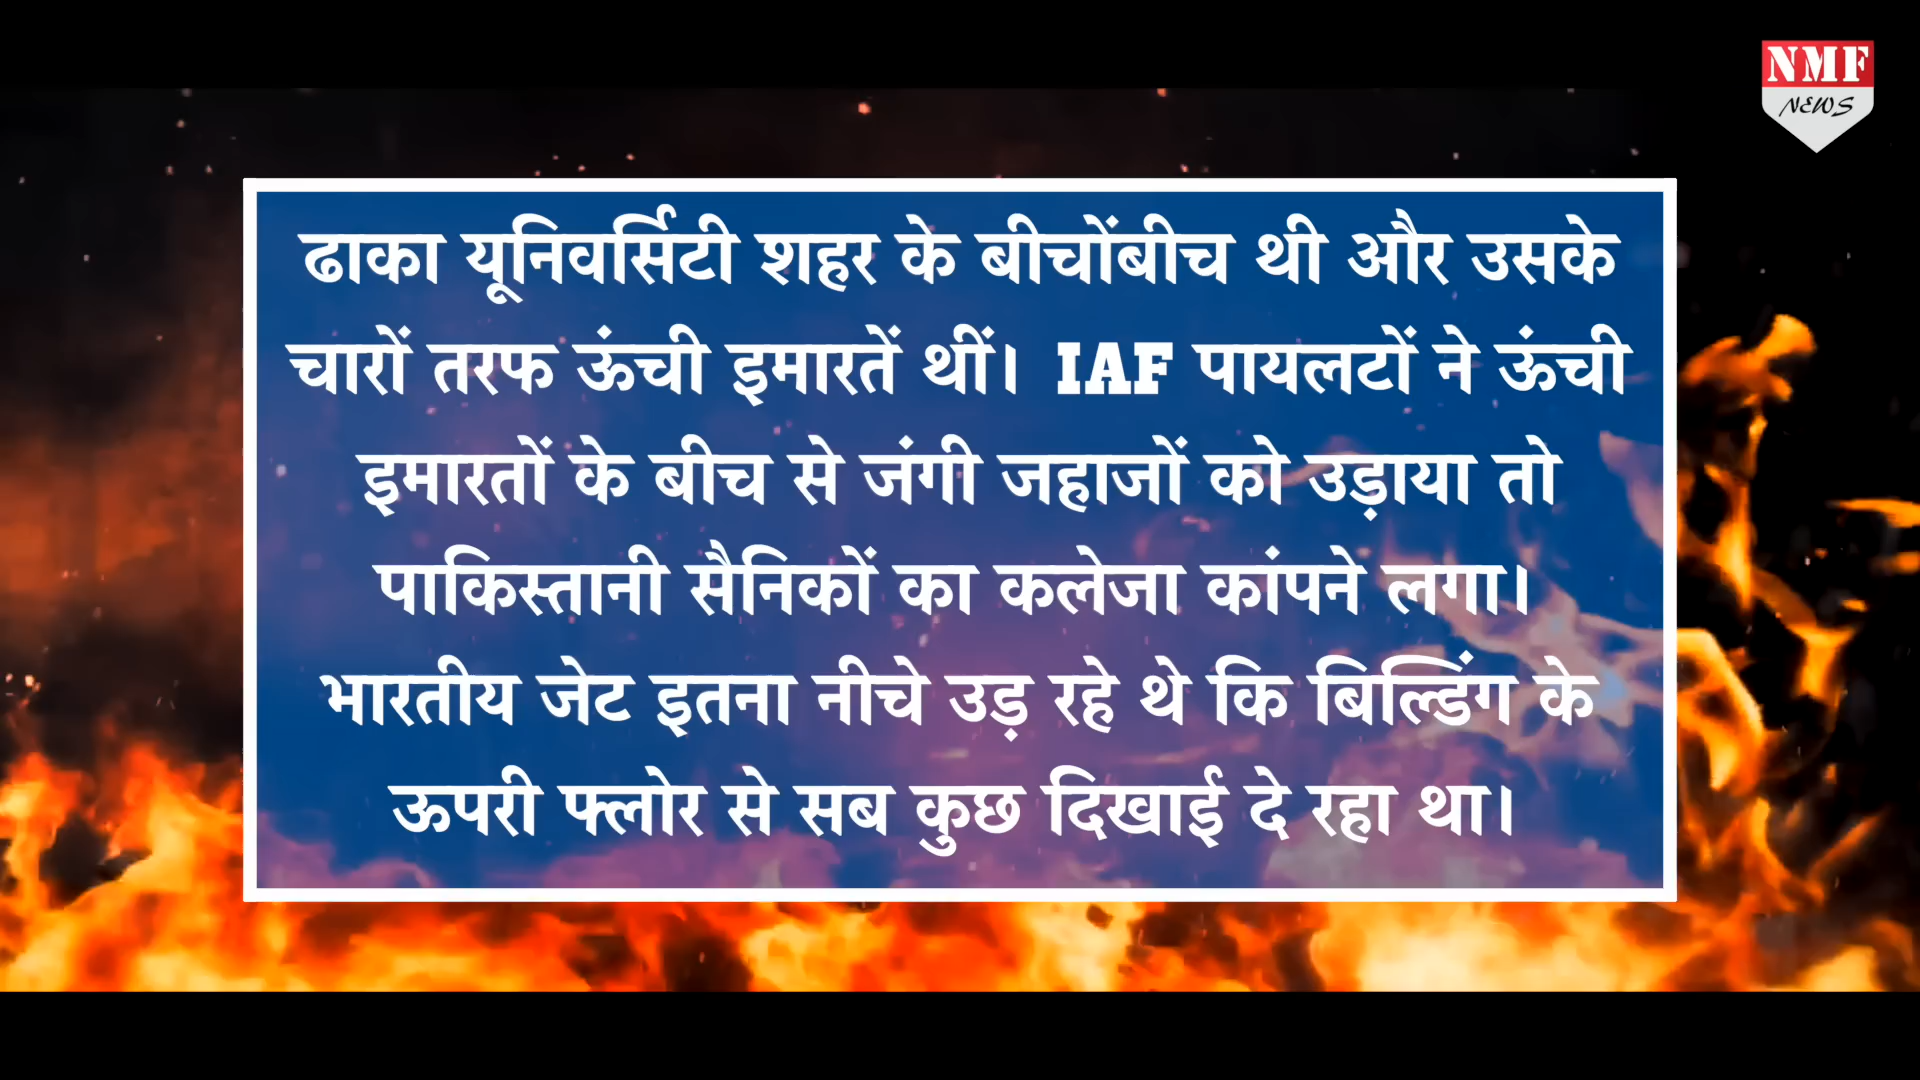 NMF
NEWS
ढाका यूनिवर्सिटी शहर के बीचोंबीच थी और उसके
चारों तरफ ऊंची इमारतें थीं। IAF पायलटों ने ऊंची
इमारतों के बीच से जंगी जहाजों को उड़ाया तो
पाकिस्तानी सैनिकों का कलेजा कांपने लगा।
भारतीय जेट इतना नीचे उड़ रहे थे कि बिल्डिंग के
ऊपरी फ्लोर से सब कुछ दिखाई दे रहा था।